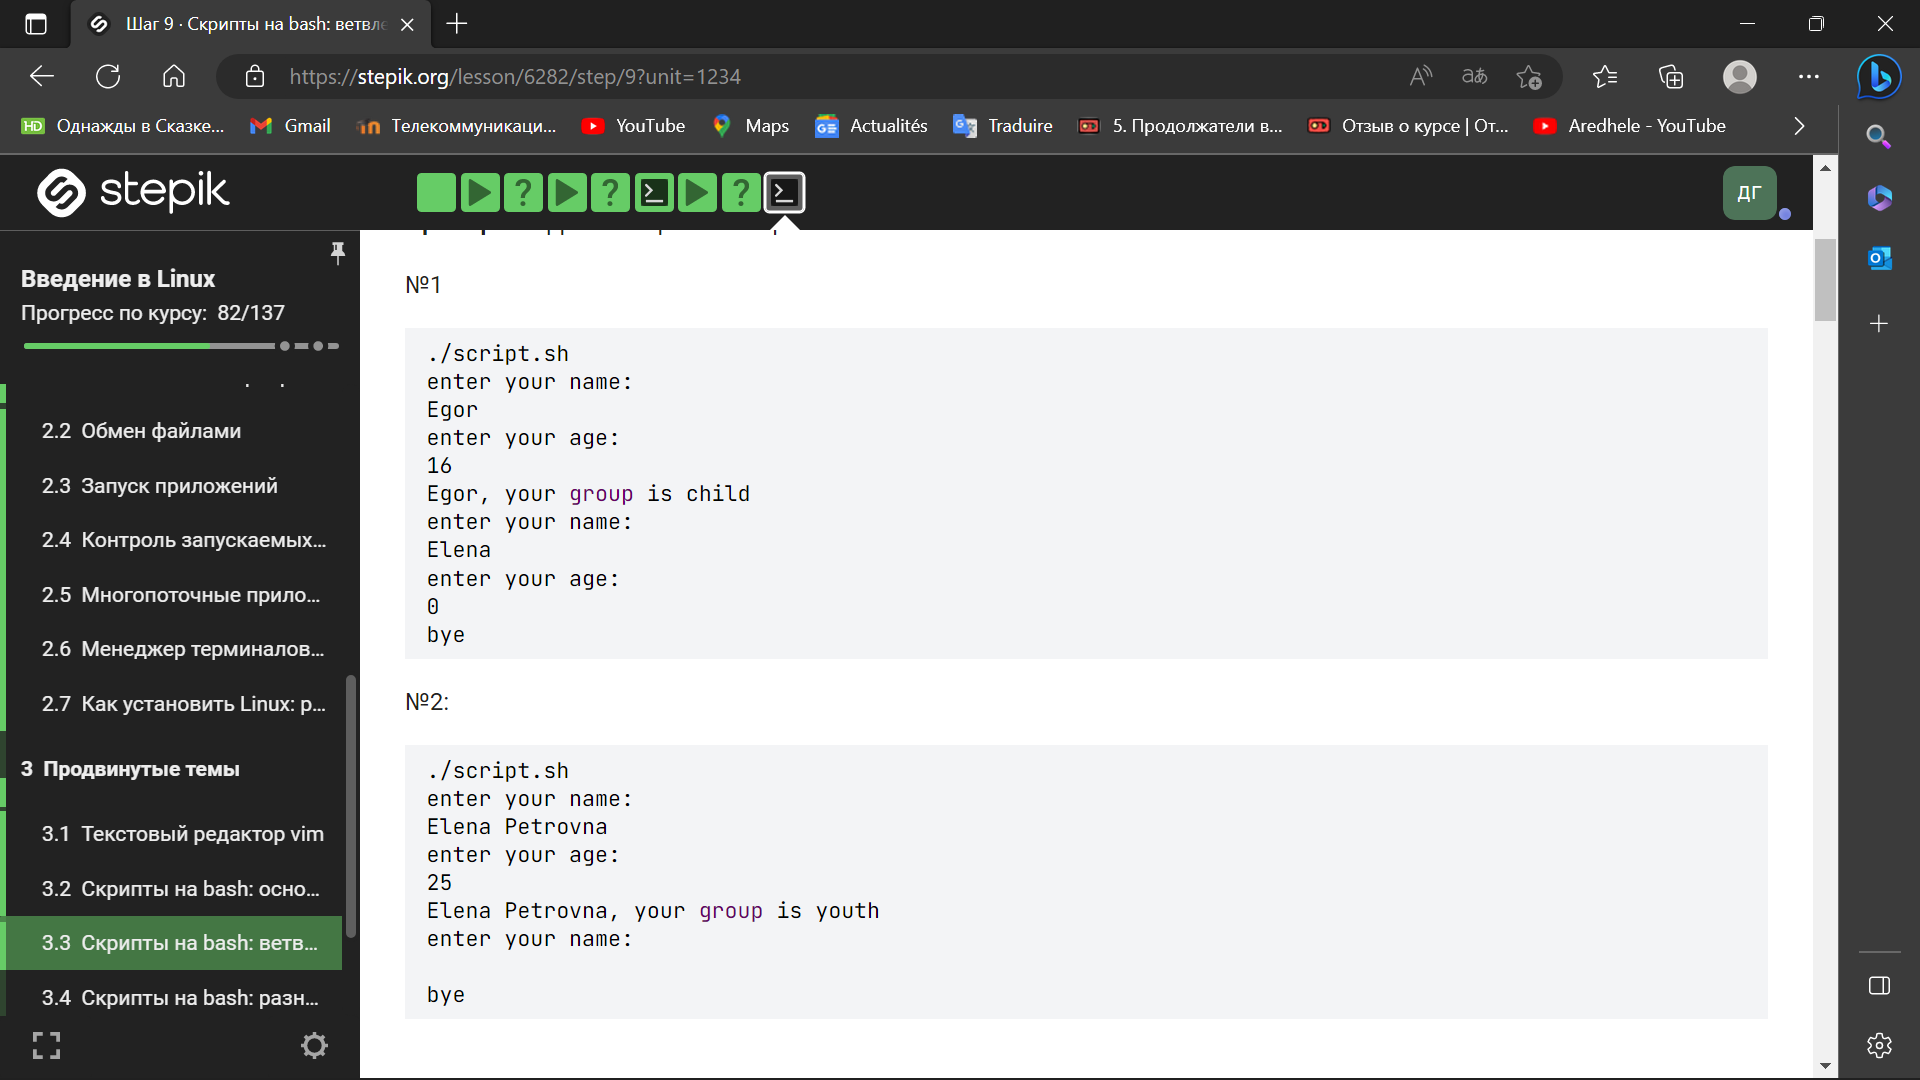 Шаг 9 · Скрипты на bash: ветвле
https://stepik.org/lesson/6282/step/9?unit=1234
HD Однажды в Сказке...
Gmail
Телекоммуникаци...
YouTube
Maps
Actualités
Traduire
5. Продолжатели в...
Отзыв о курсе | От...
Aredhele - YouTube
stepik
ДГ
Введение в Linux
Прогресс по курсу: 82/137
2.2 Обмен файлами
2.3 Запуск приложений
2.4 Контроль запускаемых...
2.5 Многопоточные прило...
2.6 Менеджер терминалов...
2.7 Как установить Linux: р...
3 Продвинутые темы
3.1 Текстовый редактор vim
3.2 Скрипты на bash: осно...
3.3 Скрипты на bash: ветв...
3.4 Скрипты на bash: разн...
№1
./script.sh
enter your name:
Egor
enter your age:
16
Egor, your group is child
enter your name:
Elena
enter your age:
0
bye
№2:
./script.sh
enter your name:
Elena Petrovna
enter your age:
25
Elena Petrovna, your group is youth
enter your name:
bye